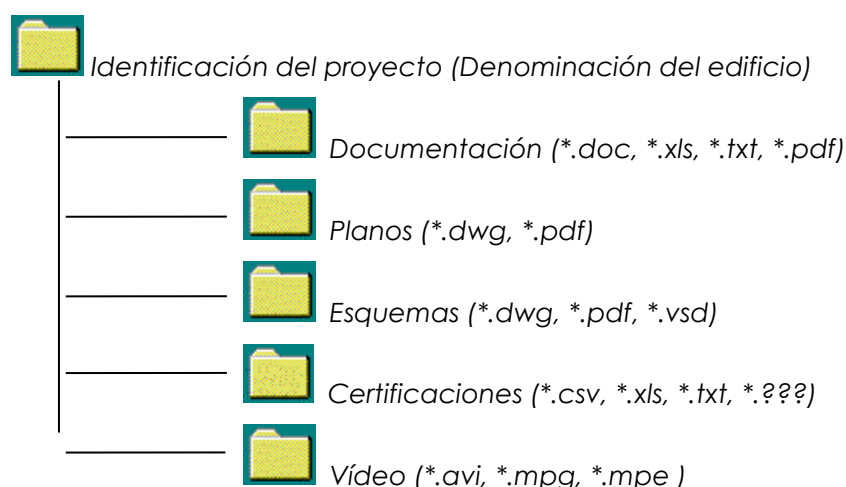 Identificación del proyecto (Denominación del edificio)
Documentación (*.doc, *.xls, *.txt, *.pdf)
Planos (*.dwg, *.pdf)
Esquemas (*.dwg, *.pdf, *.vsd)
Certificaciones (*.csv, *.xls, *.txt, *.???)
Vídeo (*.avi, *.mpg, *.mpe )